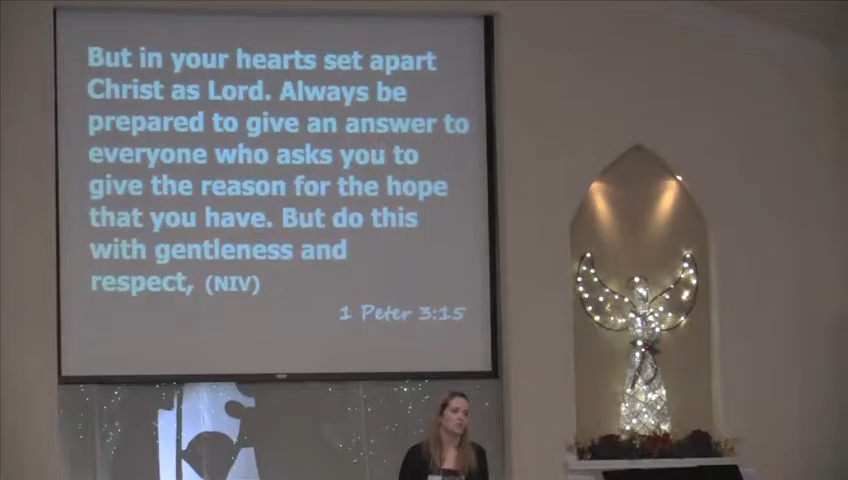 But in your hearts set apart
Christ as Lord. Always be
prepared to give an answer to
everyone who asks you to
give the reason for the hope
that you have. But do this
with gentleness and
respect, (NIV)
1 Peter 3:15